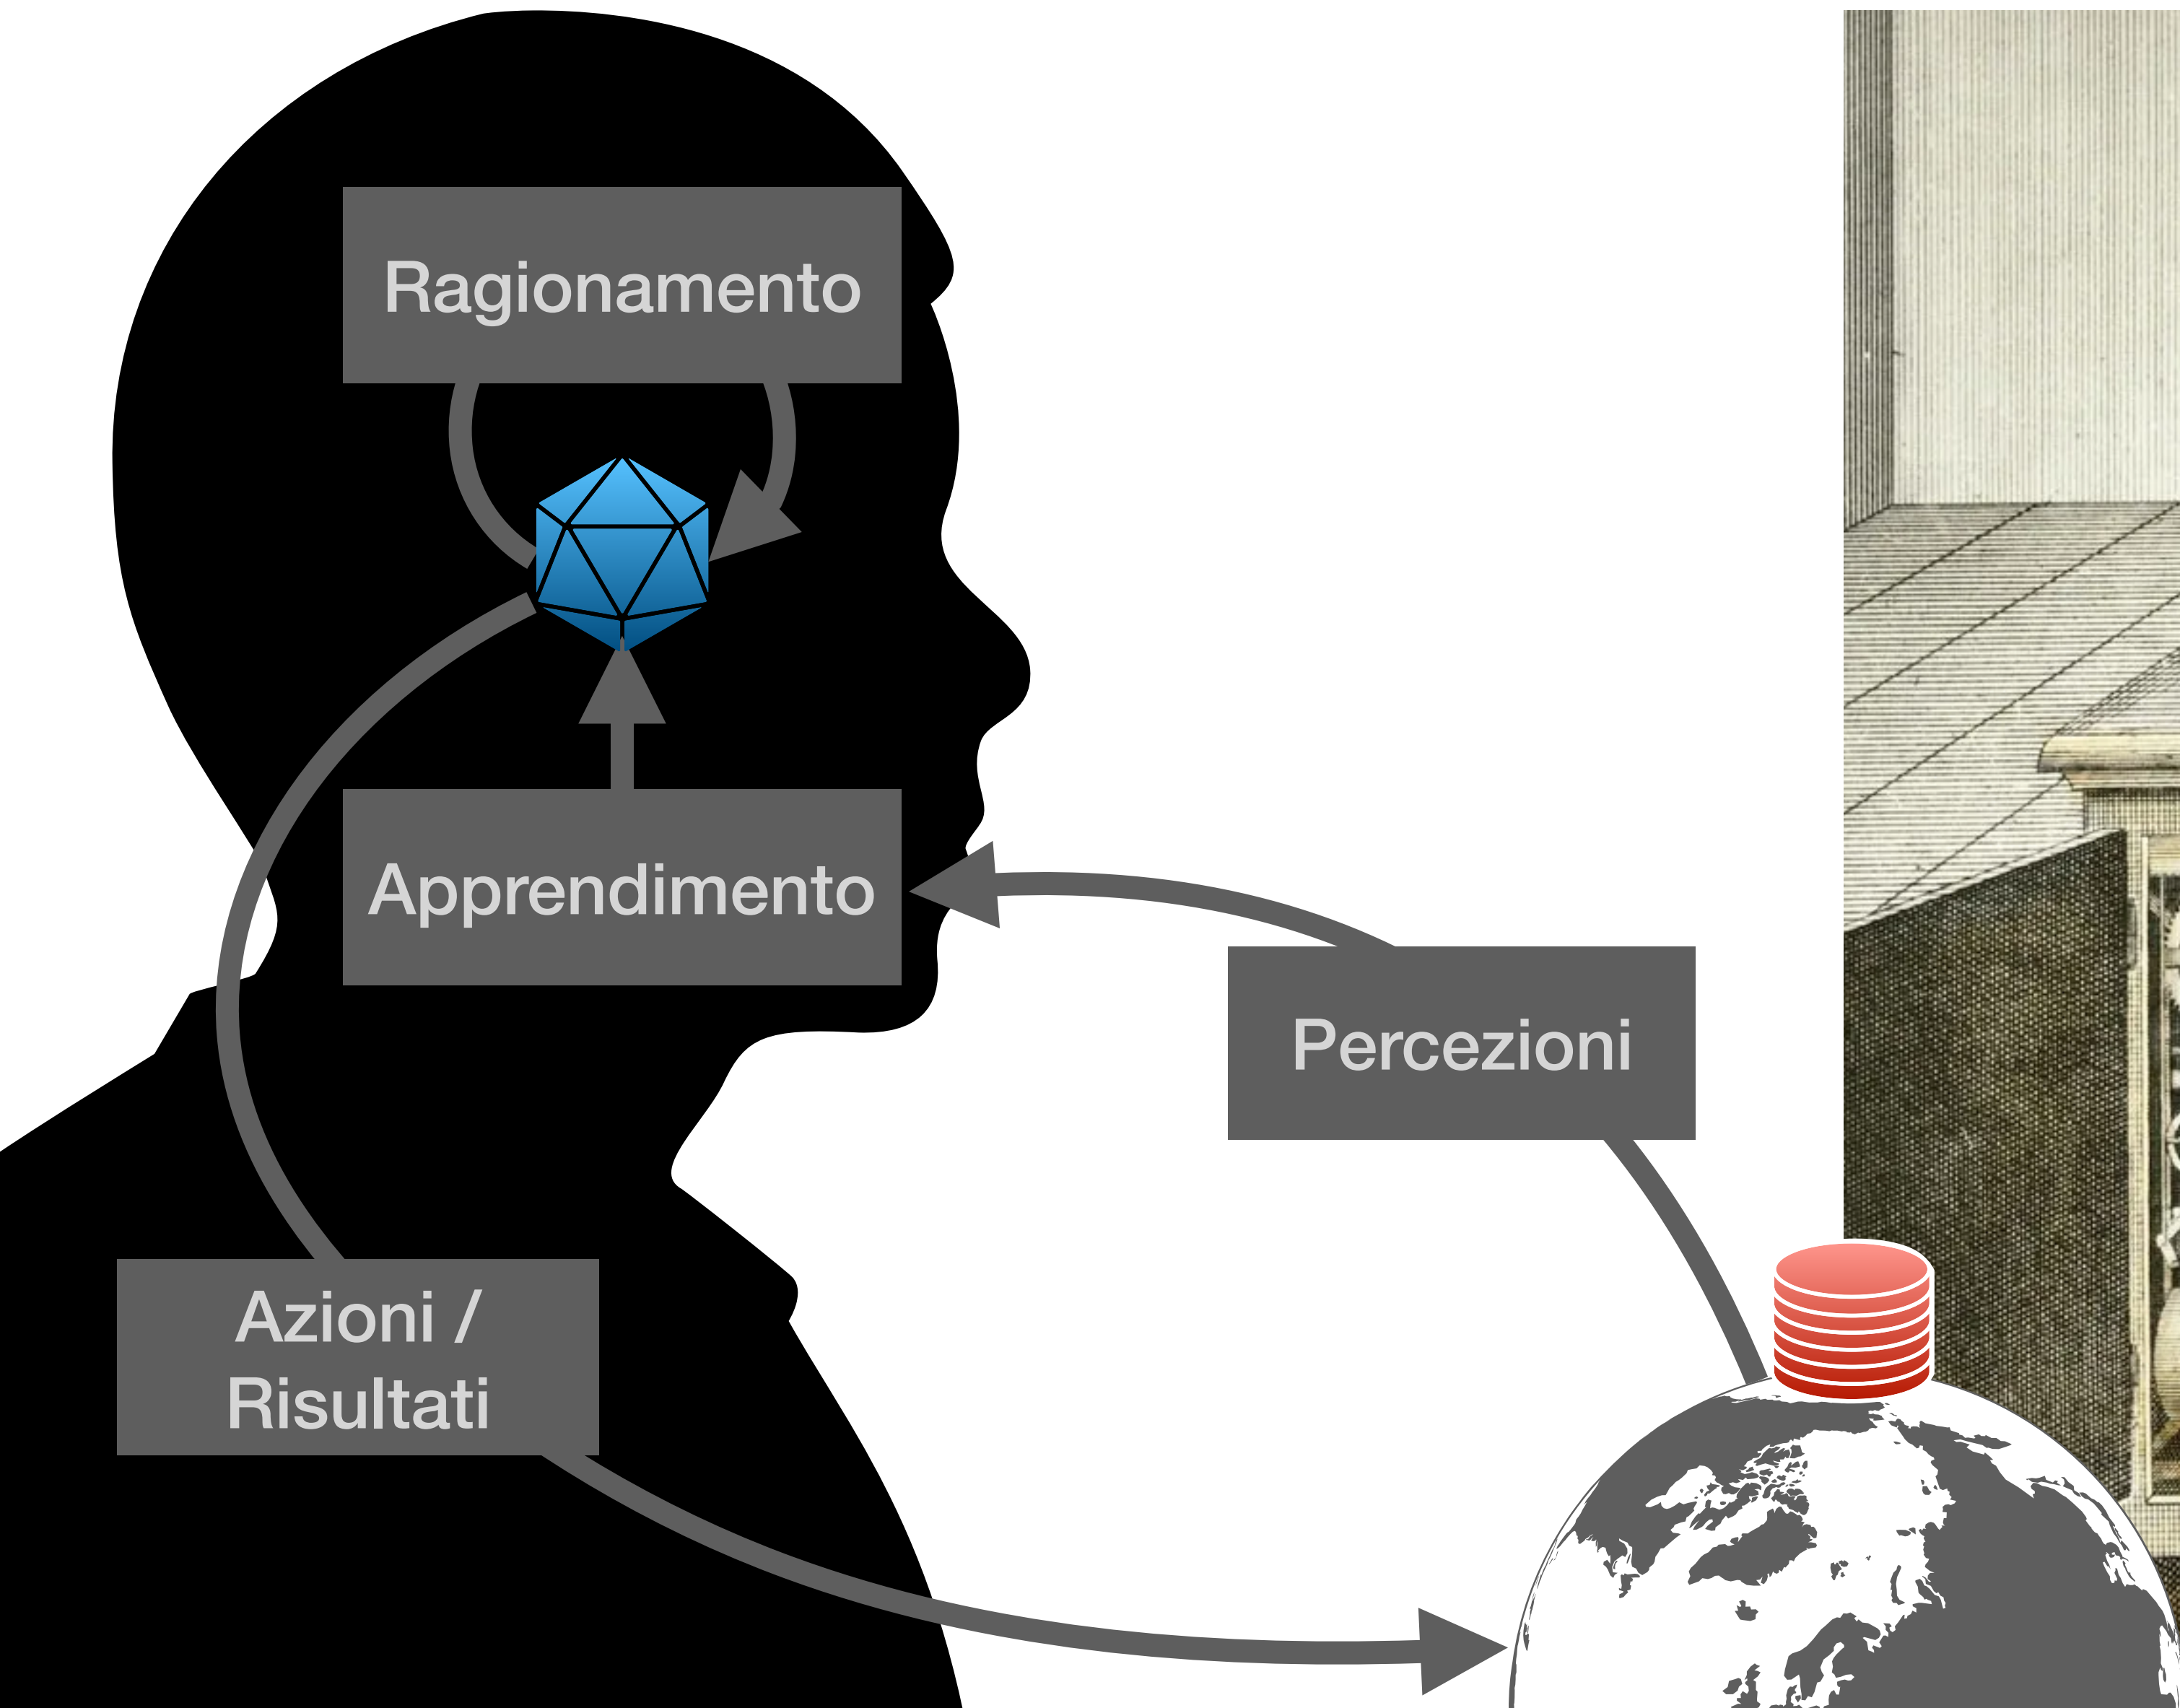 Ragionamento
Apprendimento
Percezioni
Azioni /
Risultati